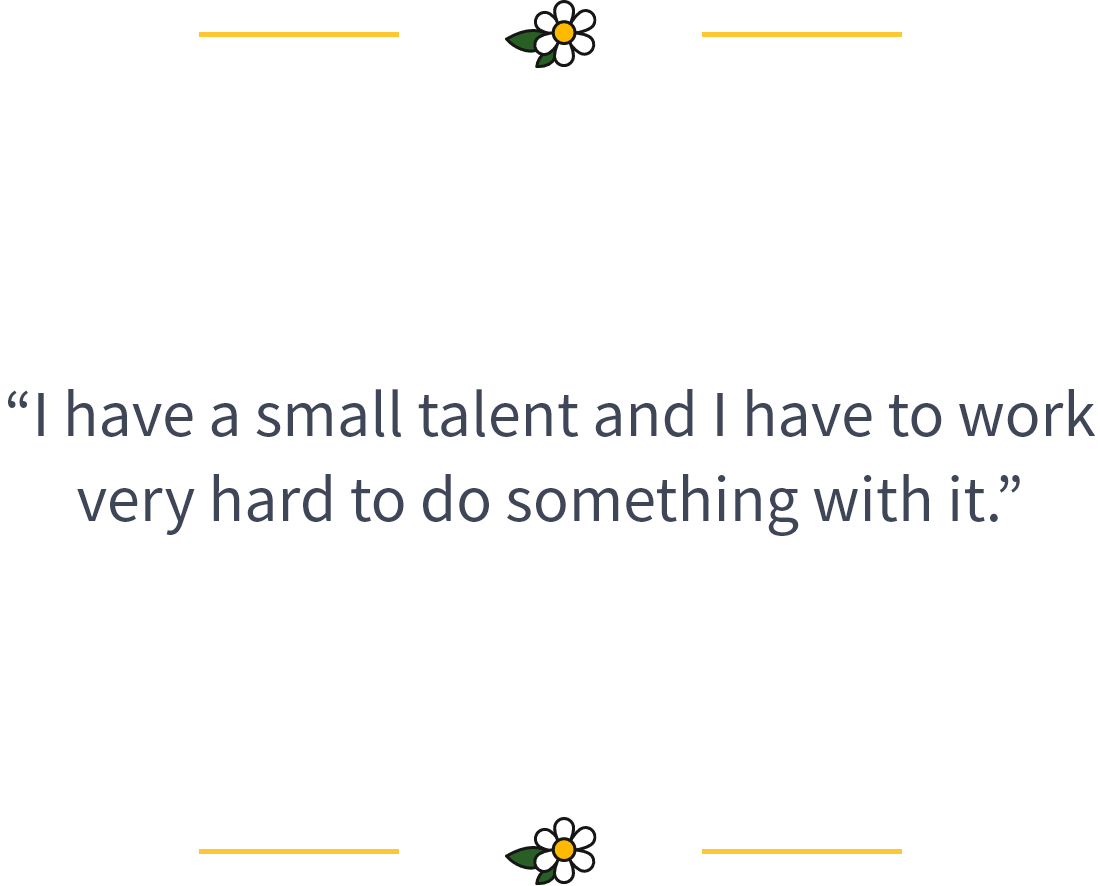 “I have a small talent and I have to work
very hard to do something with it.”